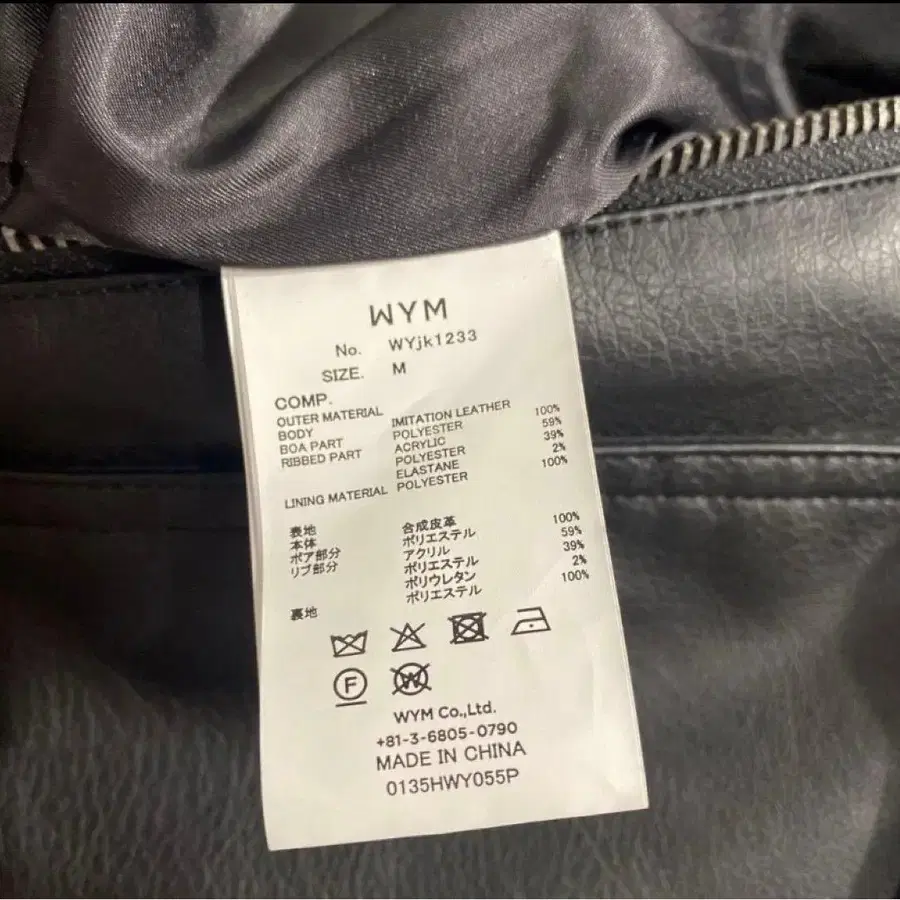 WYM
No. WYjk1233
SIZE. M
COMP.
OUTER MATERIAL
BODY IMITATION LEATHER
BOA PART POLYESTER 100%
RIBBED PART ACRYLIC 59%
POLYESTER 39%
ELASTANE 2%
LINING MATERIAL POLYESTER 100%
表地
本体 合成皮革
ボア部分 ポリエステル 100%
リブ部分 アクリル 59%
ポリエステル 39%
ポリウレタン 2%
裏地 ポリエステル 100%
F
W
WYM Co.,Ltd.
+81-3-6805-0790
MADE IN CHINA
0135HWY055P